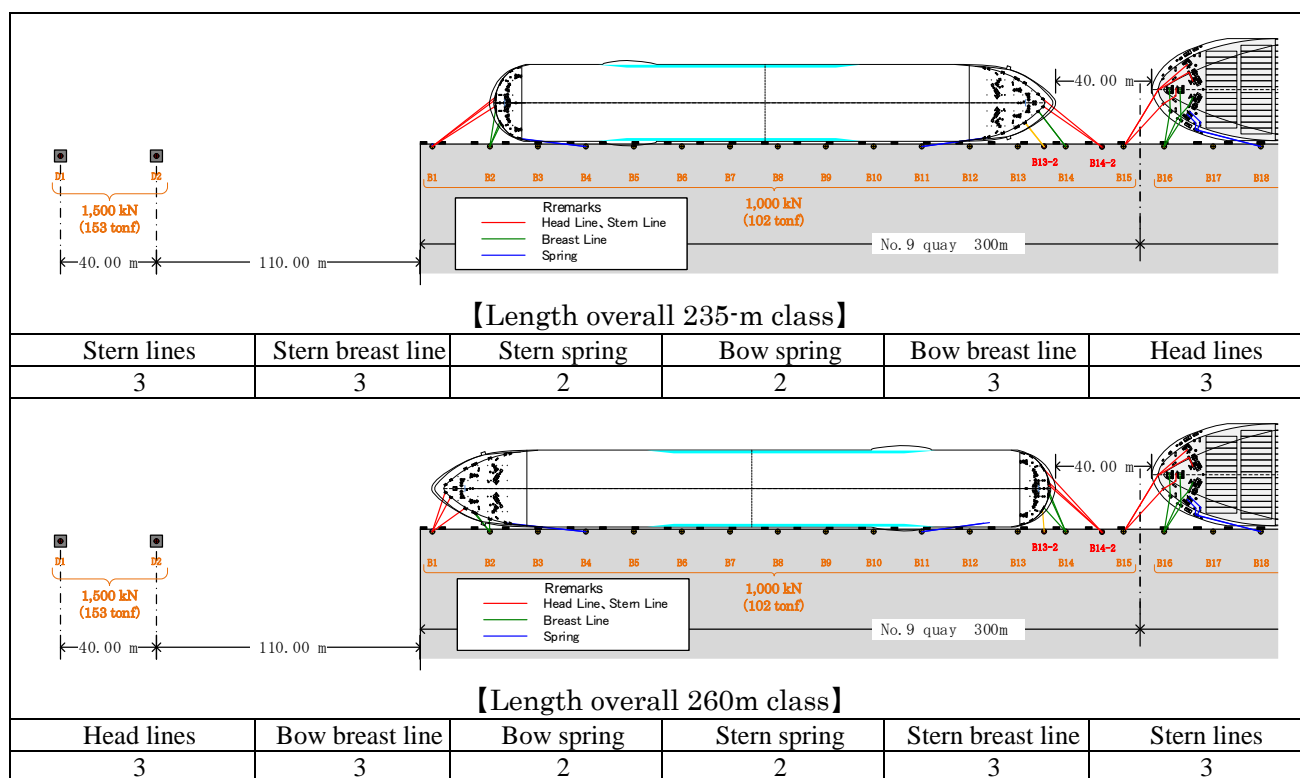 40.00 m
B13-2 B14-2
D1 D2 B1 B2 B3 B4 B5 B6 B7 B8 B9 B10 B11 B12 B13 B14 B15 B16 B17 B18
1,500 kN
(153 tonf)
1,000 kN
(102 tonf)
Rremarks
Head Line、Stern Line
Breast Line
Spring
No.9 quay 300m
40.00 m 110.00 m
【Length overall 235-m class】
Stern lines Stern breast line Stern spring Bow spring Bow breast line Head lines
3 3 2 2 3 3
40.00 m
B13-2 B14-2
D1 D2 B1 B2 B3 B4 B5 B6 B7 B8 B9 B10 B11 B12 B13 B14 B15 B16 B17 B18
1,500 kN
(153 tonf)
1,000 kN
(102 tonf)
Rremarks
Head Line、Stern Line
Breast Line
Spring
No.9 quay 300m
40.00 m 110.00 m
【Length overall 260m class】
Head lines Bow breast line Bow spring Stern spring Stern breast line Stern lines
3 3 2 2 3 3